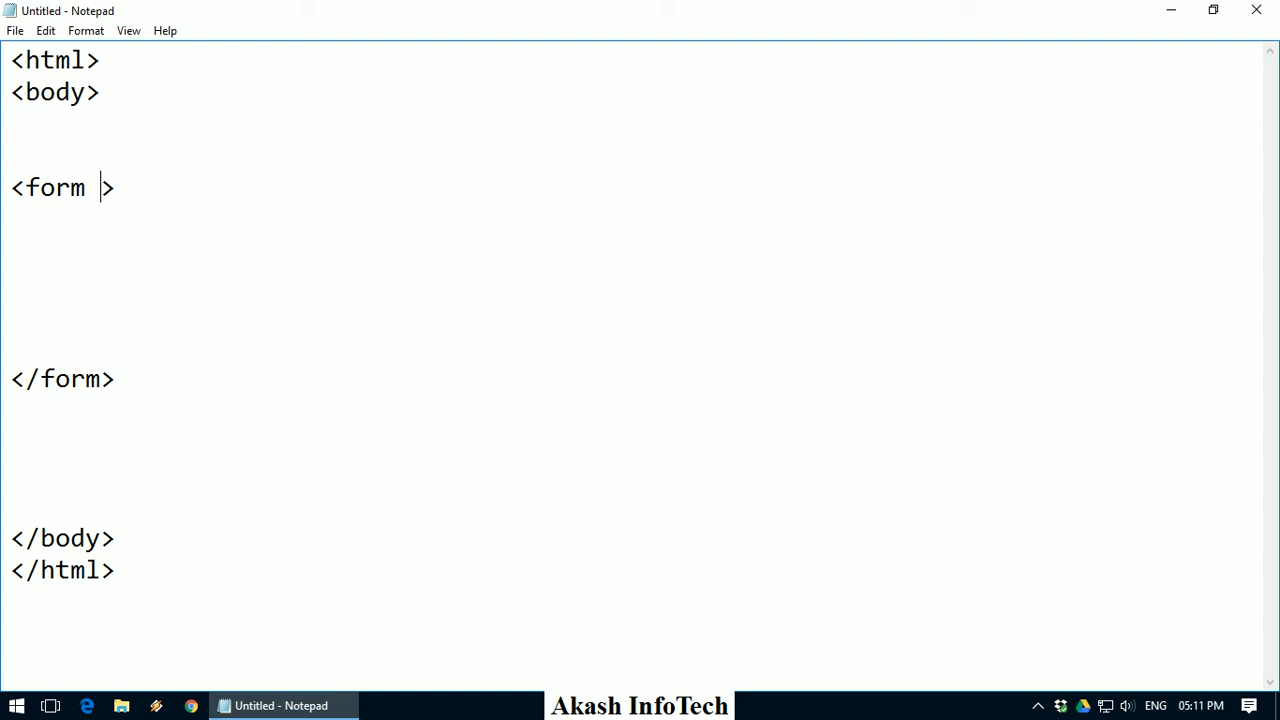 Untitled - Notepad
File Edit Format View Help
<html>
<body>
<form >
</form>
</body>
</html>
Untitled - Notepad
Akash InfoTech
ENG 05:11 PM